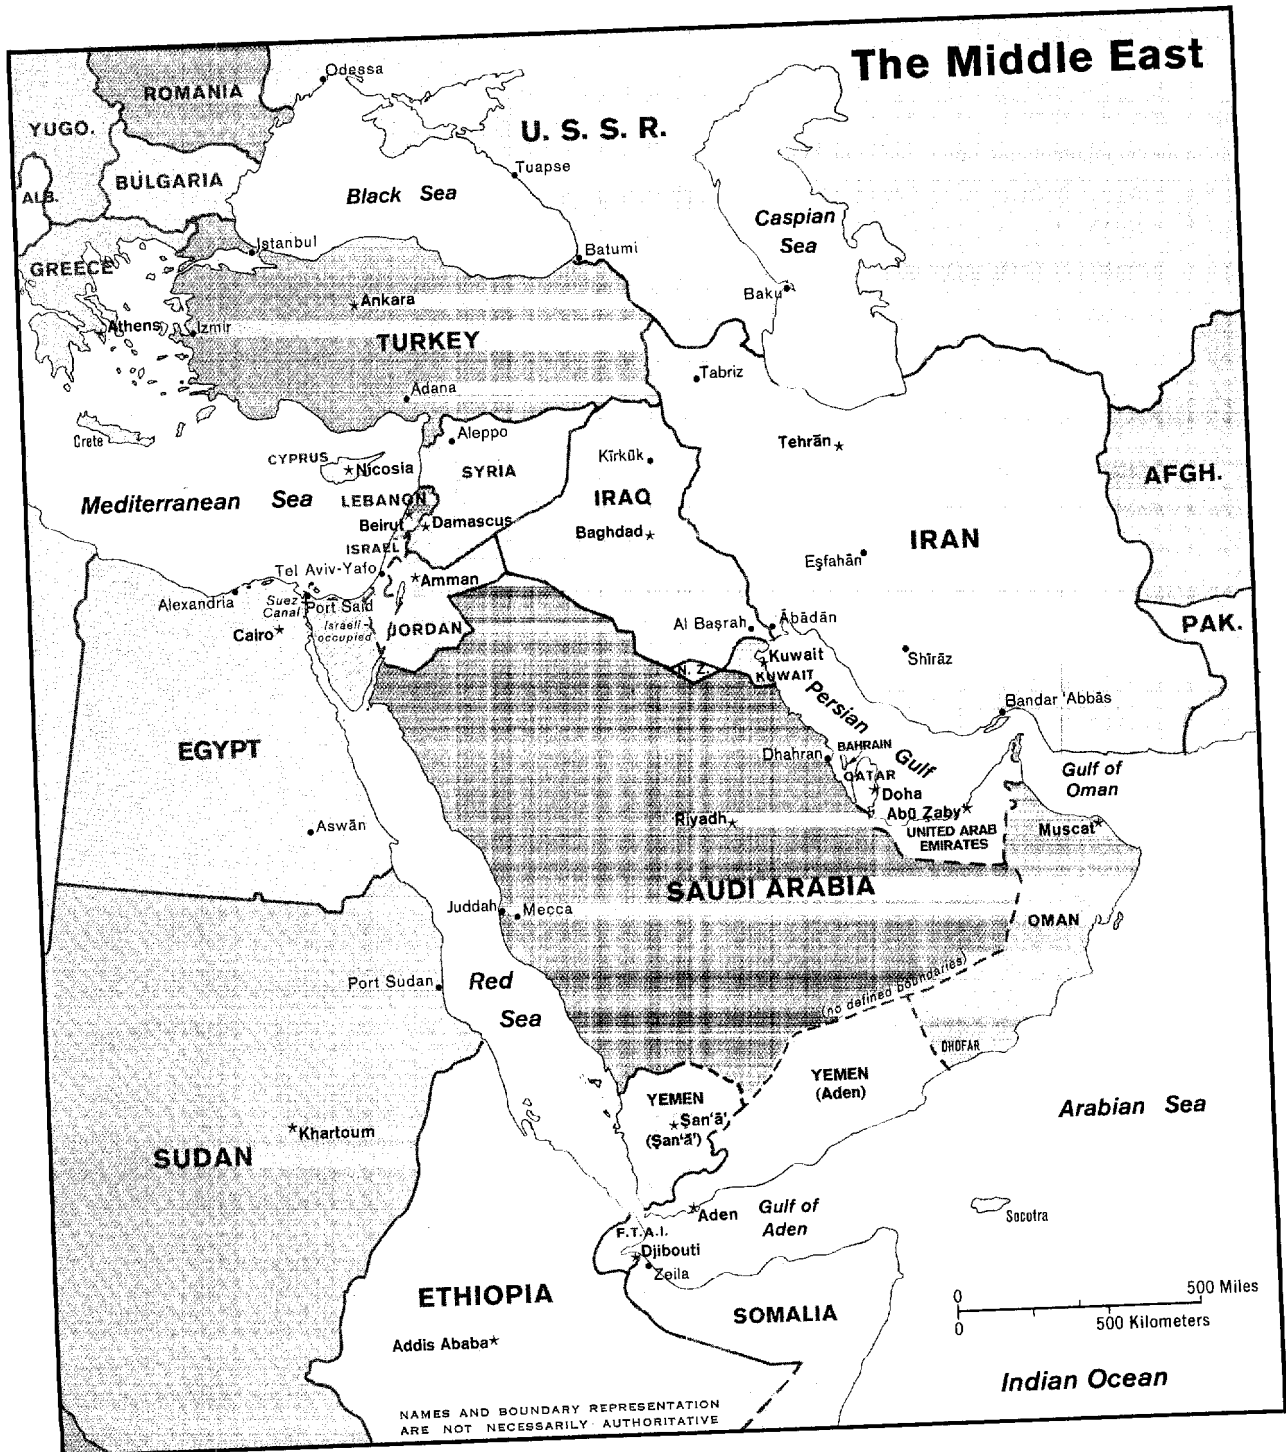 The Middle East
Odessa
ROMANIA
YUGO.
U. S. S. R.
Tuapse
BULGARIA
ALB.
Black Sea
Caspian
Sea
Istanbul
Batumi
GREECE
Baku
Ankara
Athens
Izmir
TURKEY
Tabriz
Adana
Crete
Aleppo
Tehrān
CYPRUS
Nicosia
SYRIA
Kīrkūk
AFGH.
Mediterranean Sea
LEBANON
IRAQ
Beirut
Damascus
Baghdad
IRAN
ISRAEL
Eşfahān
Tel Aviv-Yafo
Amman
Alexandria
Suez
Canal
Port Said
Israeli-
occupied
Cairo
JORDAN
Al Başrah
Ābādān
PAK.
Kuwait
KUWAIT
N. Z.
Shīrāz
Persian Gulf
Bandar 'Abbās
EGYPT
Dhahran
BAHRAIN
QATAR
Doha
Gulf of
Oman
Abū Zaby
Aswān
Riyadh
UNITED ARAB
EMIRATES
Muscat
SAUDI ARABIA
Juddah
Mecca
OMAN
Port Sudan
Red
Sea
(no defined boundaries)
DHOFAR
YEMEN
(Aden)
YEMEN
Şan'ā'
(Şan'ā')
Arabian Sea
Khartoum
SUDAN
Aden
Gulf of
Aden
Socotra
F.T.A.I.
Djibouti
Zeila
ETHIOPIA
SOMALIA
0 500 Miles
0 500 Kilometers
Addis Ababa
Indian Ocean
NAMES AND BOUNDARY REPRESENTATION
ARE NOT NECESSARILY AUTHORITATIVE